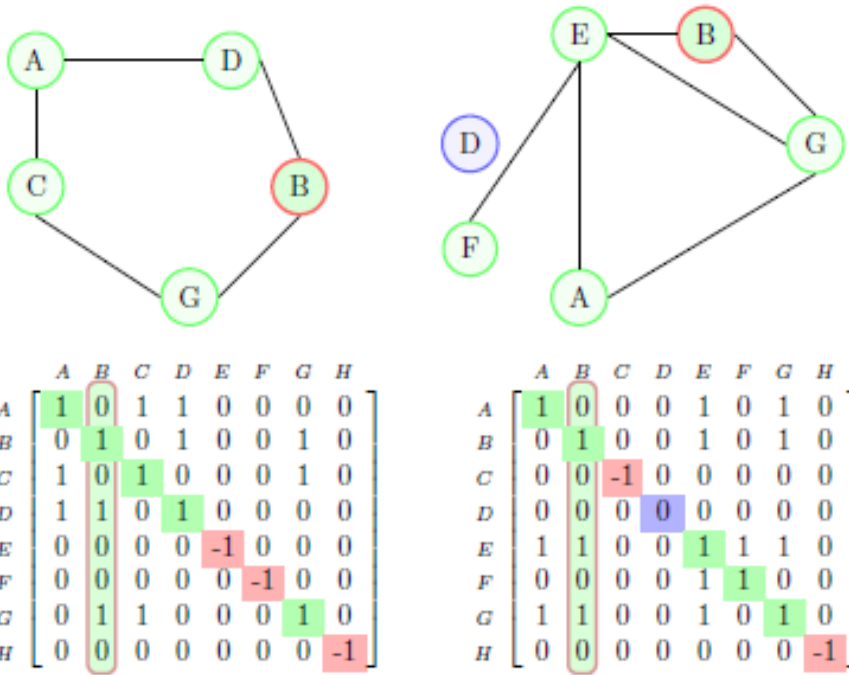 A D
C B
G
E B
D G
F
A
A B C D E F G H
A 1 0 1 1 0 0 0 0
B 0 1 0 1 0 0 1 0
C 1 0 1 0 0 0 1 0
D 1 1 0 1 0 0 0 0
E 0 0 0 0 -1 0 0 0
F 0 0 0 0 0 -1 0 0
G 0 1 1 0 0 0 1 0
H 0 0 0 0 0 0 0 -1
A B C D E F G H
A 1 0 0 0 1 0 1 0
B 0 1 0 0 1 0 1 0
C 0 0 -1 0 0 0 0 0
D 0 0 0 0 0 0 0 0
E 1 1 0 0 1 1 1 0
F 0 0 0 0 1 1 0 0
G 1 1 0 0 1 0 1 0
H 0 0 0 0 0 0 0 -1